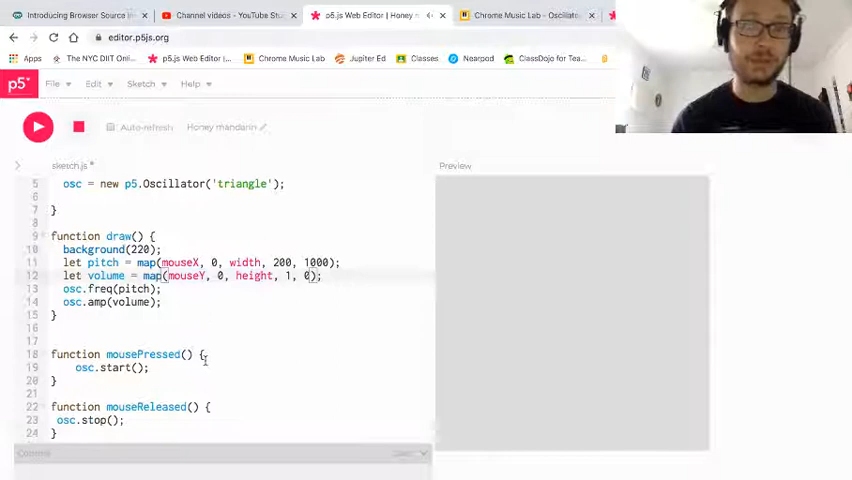 Introducing Browser Source in
Channel videos - YouTube Stu
p5.js Web Editor | Honey m
Chrome Music Lab - Oscillator
editor.p5js.org
Apps
The NYC DIIT Onli...
p5.js Web Editor |...
Chrome Music Lab
Jupiter Ed
Classes
Nearpod
ClassDojo for Tea...
p5*
File
Edit
Sketch
Help
Auto-refresh
Honey mandarin
sketch.js
Preview
5 osc = new p5.Oscillator('triangle');
6
7 }
8
9 function draw() {
10 background(220);
11 let pitch = map(mouseX, 0, width, 200, 1000);
12 let volume = map(mouseY, 0, height, 1, 0);
13 osc.freq(pitch);
14 osc.amp(volume);
15 }
16
17
18 function mousePressed() {
19 osc.start();
20 }
21
22 function mouseReleased() {
23 osc.stop();
24 }
Console